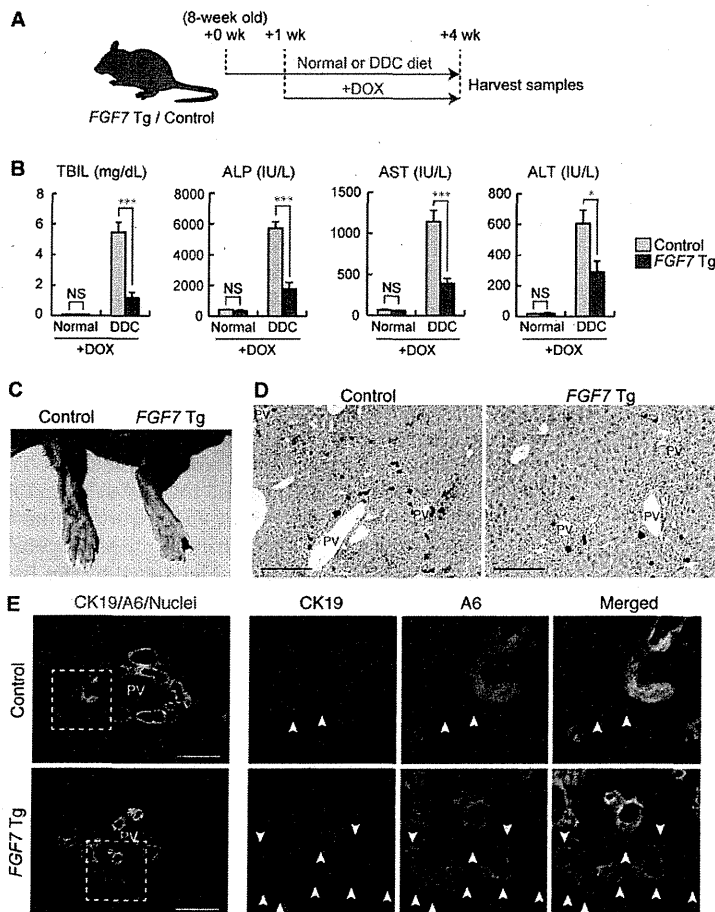 A
(8-week old)
+0 wk +1 wk +4 wk
Normal or DDC diet
+DOX
Harvest samples
FGF7 Tg / Control
B
TBIL (mg/dL) ALP (IU/L) AST (IU/L) ALT (IU/L)
8000 1500 800
6 *** *** *** *
6000 600
4 1000
4000 400
2 500
2000 200
NS NS NS NS
0 0 0 0
Control
FGF7 Tg
Normal DDC Normal DDC Normal DDC Normal DDC
+DOX +DOX +DOX +DOX
C D
Control FGF7 Tg Control FGF7 Tg
PV PV
PV PV PV
PV
E
CK19/A6/Nuclei CK19 A6 Merged
Control
PV
FGF7 Tg
PV